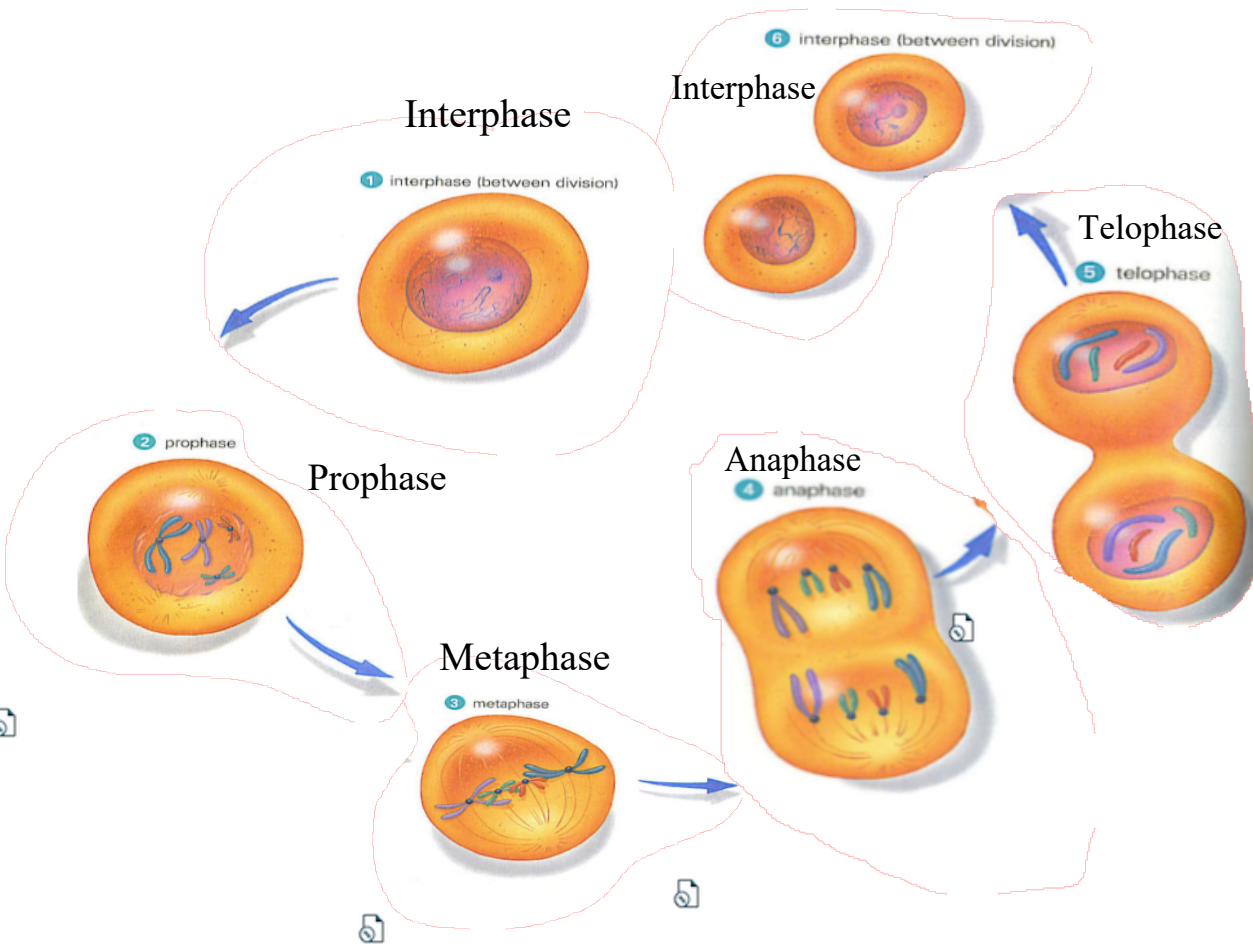 6 interphase (between division)
Interphase
Interphase
1 interphase (between division)
Telophase
5 telophase
2 prophase
Prophase
Anaphase
4 anaphase
Metaphase
3 metaphase